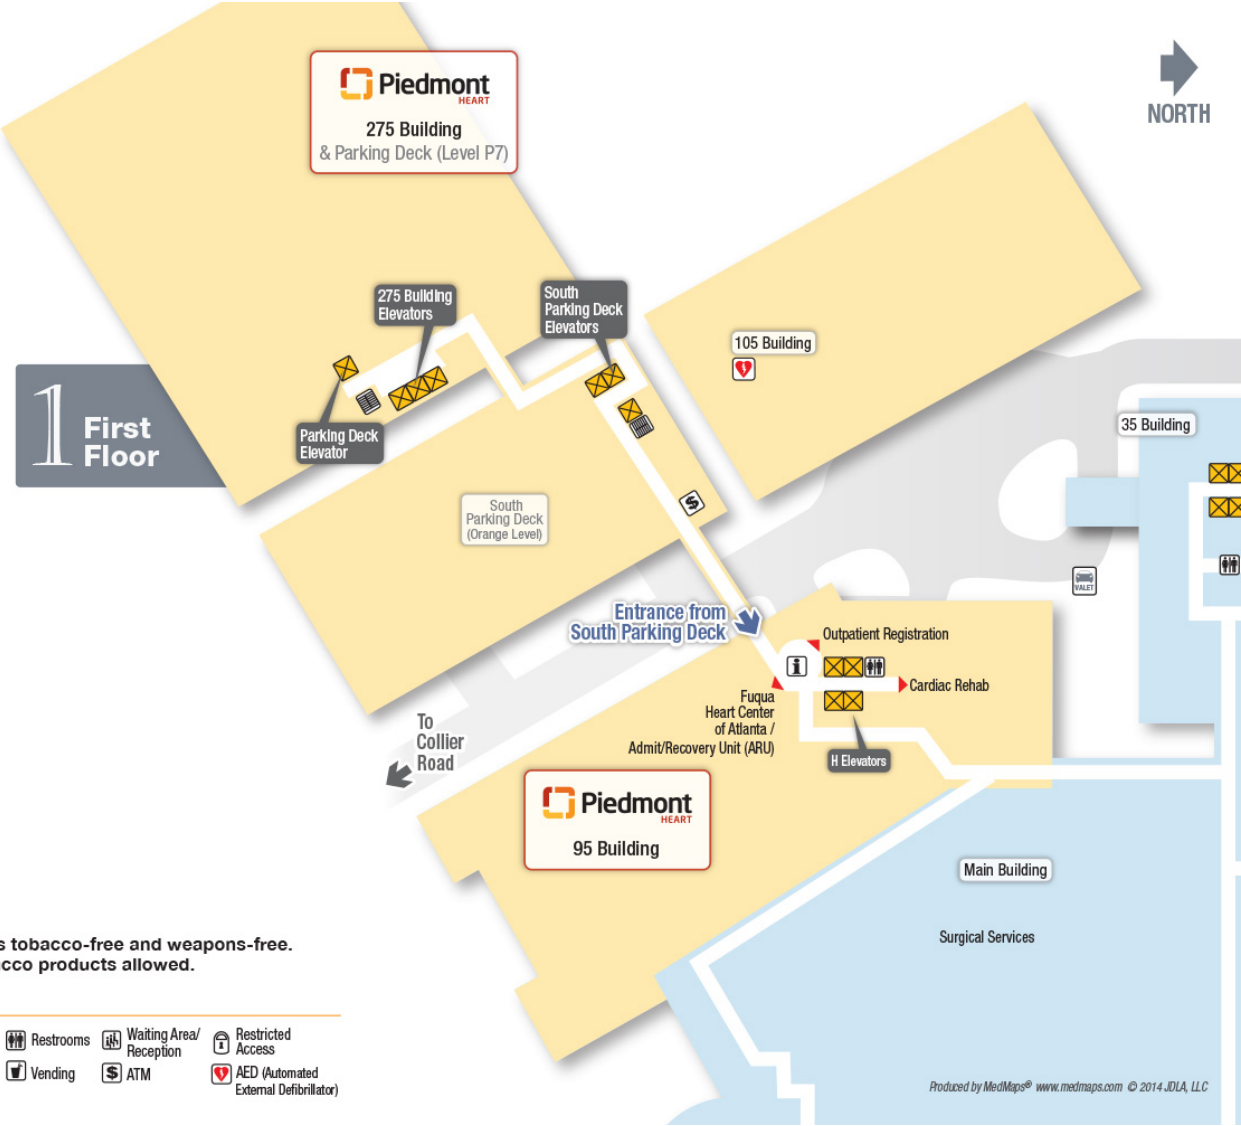 Piedmont
HEART
275 Building
& Parking Deck (Level P7)
NORTH
275 Building
Elevators
South
Parking Deck
Elevators
105 Building
1 First
Floor
Parking Deck
Elevator
35 Building
South
Parking Deck
(Orange Level)
$
VALET
Entrance from
South Parking Deck
Outpatient Registration
i
Cardiac Rehab
Fuqua
Heart Center
of Atlanta /
Admit/Recovery Unit (ARU)
To
Collier
Road
H Elevators
Piedmont
HEART
95 Building
Main Building
Surgical Services
s tobacco-free and weapons-free.
cco products allowed.
Restrooms
Waiting Area/
Reception
Restricted
Access
Vending
$ ATM
AED (Automated
External Defibrillator)
Produced by MedMaps® www.medmaps.com © 2014 JDLA, LLC